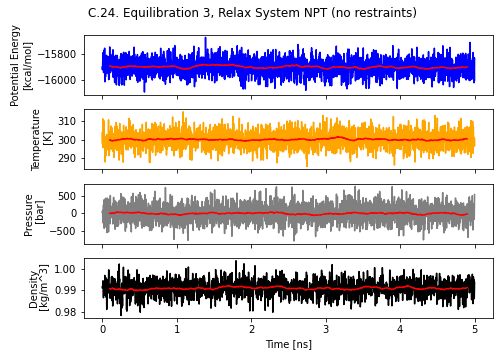 C.24. Equilibration 3, Relax System NPT (no restraints)
Potential Energy
[kcal/mol]
−15800
−16000
Temperature
[K]
310
300
290
Pressure
[bar]
500
0
−500
Density
[kg/m^3]
1.00
0.99
0.98
0 1 2 3 4 5
Time [ns]